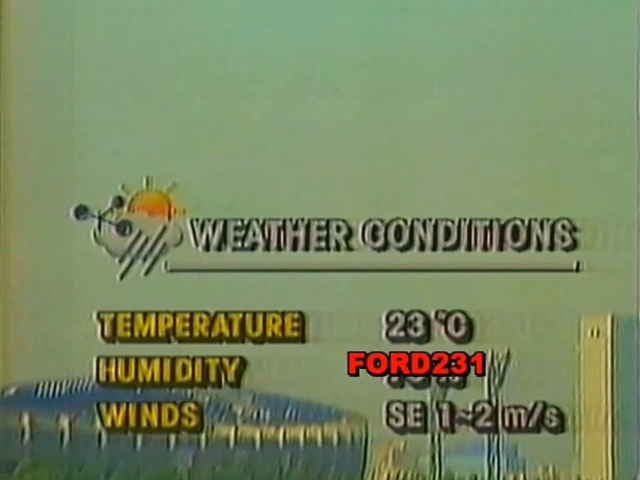 WEATHER CONDITIONS
TEMPERATURE 23 °C
HUMIDITY FORD231
WINDS SE 1~2 m/s